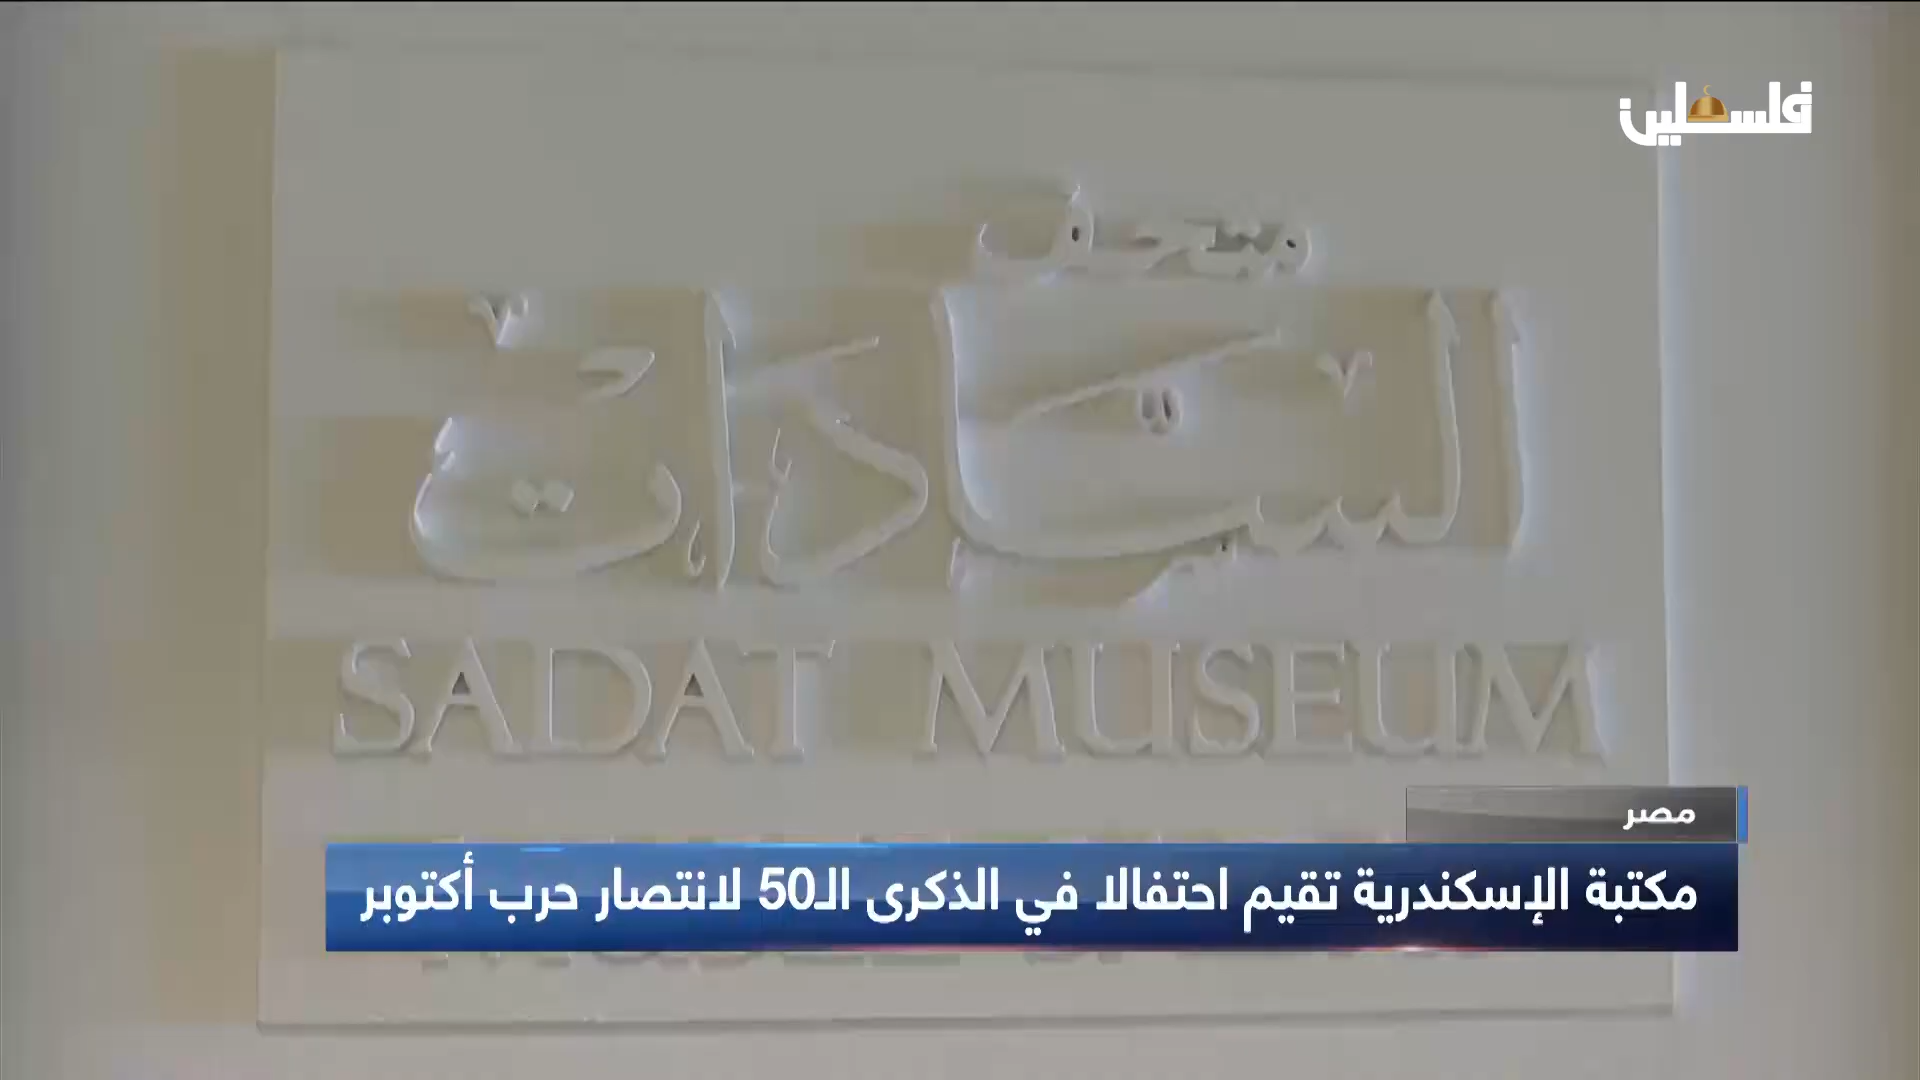 فلسطين
متحف
السادات
SADAT MUSEUM
مصر
مكتبة الإسكندرية تقيم احتفالا في الذكرى الـ50 لانتصار حرب أكتوبر